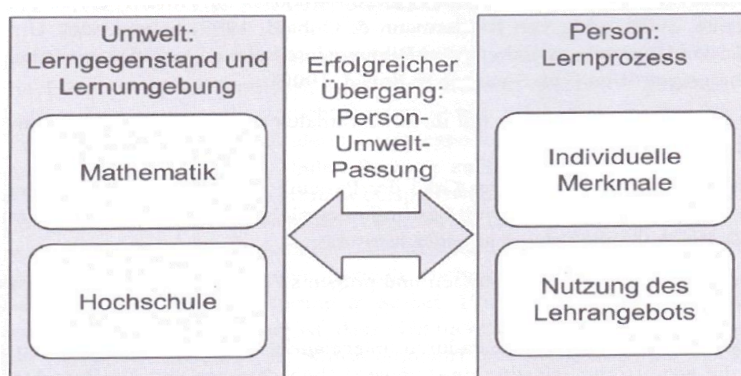 Umwelt:
Lerngegenstand und
Lernumgebung
Mathematik
Hochschule
Erfolgreicher
Übergang:
Person-
Umwelt-
Passung
Person:
Lernprozess
Individuelle
Merkmale
Nutzung des
Lehrangebots